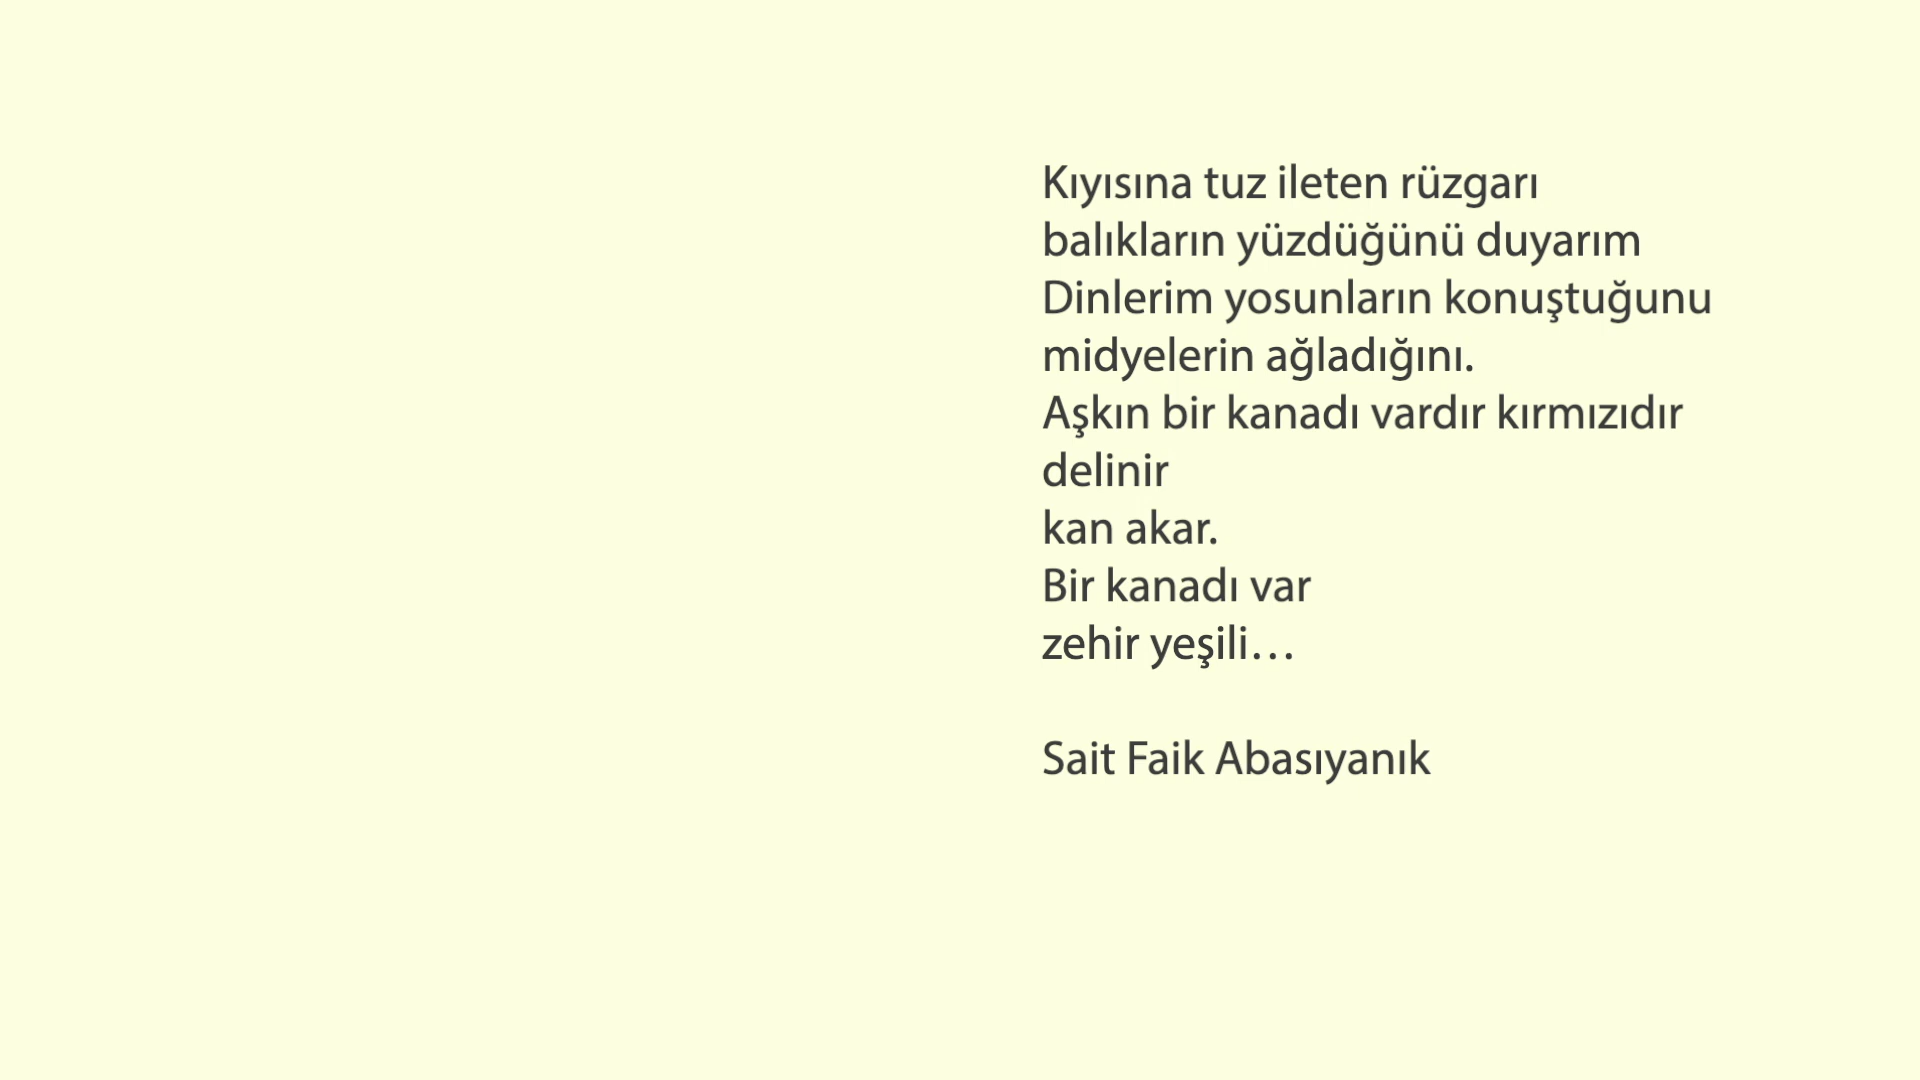 Kıyısına tuz ileten rüzgarı
balıkların yüzdüğünü duyarım
Dinlerim yosunların konuştuğunu
midyelerin ağladığını.
Aşkın bir kanadı vardır kırmızıdır
delinir
kan akar.
Bir kanadı var
zehir yeşili…
Sait Faik Abasıyanık